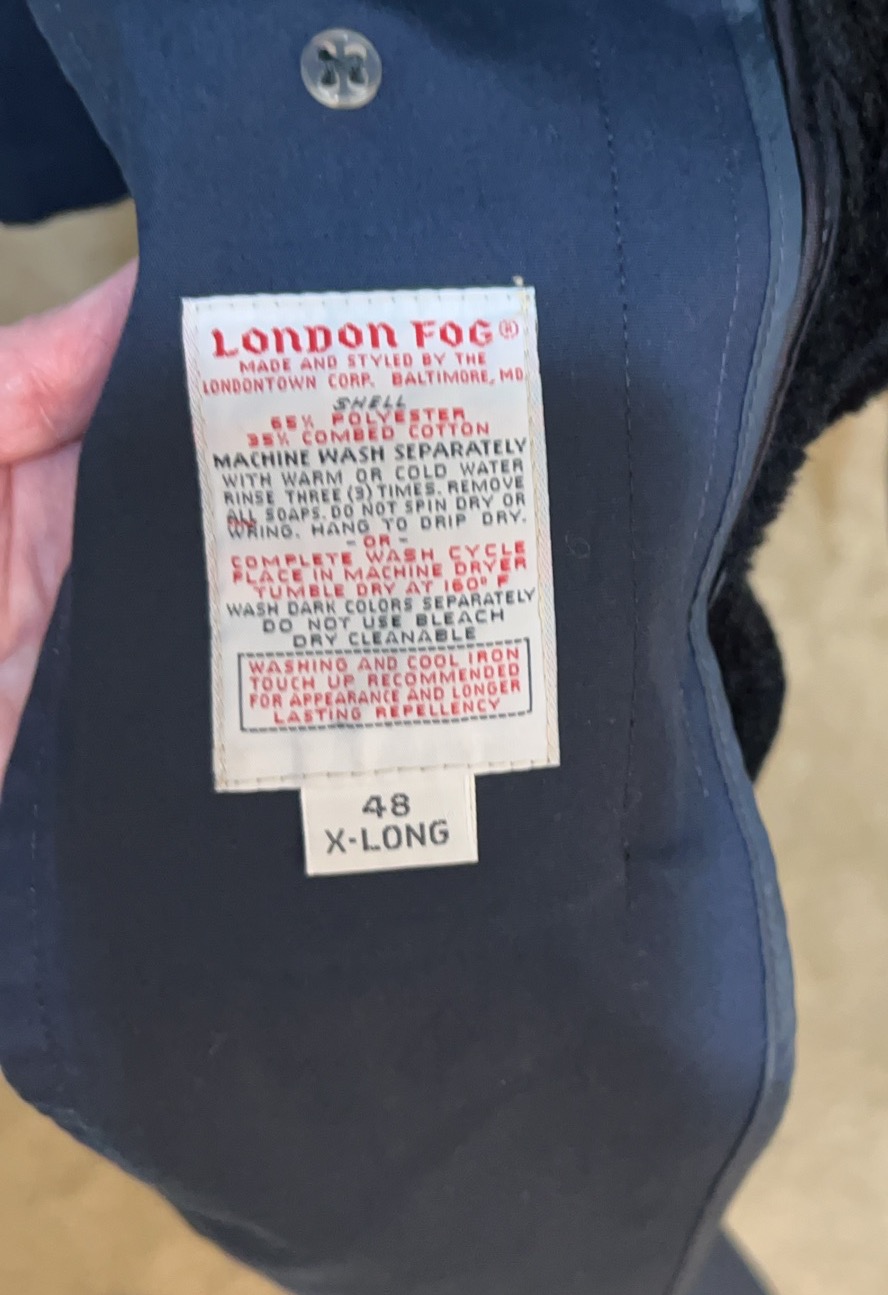 LONDON FOG®
MADE AND STYLED BY THE
LONDONTOWN CORP. BALTIMORE, MD.
SHELL
65% POLYESTER
35% COMBED COTTON
MACHINE WASH SEPARATELY
WITH WARM OR COLD WATER
RINSE THREE (3) TIMES. REMOVE
ALL SOAPS. DO NOT SPIN DRY OR
WRING. HANG TO DRIP DRY.
- OR -
COMPLETE WASH CYCLE
PLACE IN MACHINE DRYER
TUMBLE DRY AT 160° F
WASH DARK COLORS SEPARATELY
DO NOT USE BLEACH
DRY CLEANABLE
WASHING AND COOL IRON
TOUCH UP RECOMMENDED
FOR APPEARANCE AND LONGER
LASTING REPELLENCY
48
X-LONG